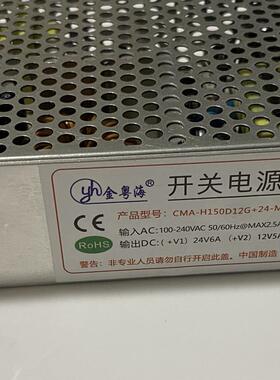 yh 金粤海® 开关电源
产品型号: CMA-H150D12G+24-M
CE
输入AC: 100-240VAC 50/60Hz@MAX2.5A
RoHS
输出DC: (+V1) 24V6A (+V2) 12V5A
警告: 非专业人员请勿自行开启此盖。中国制造